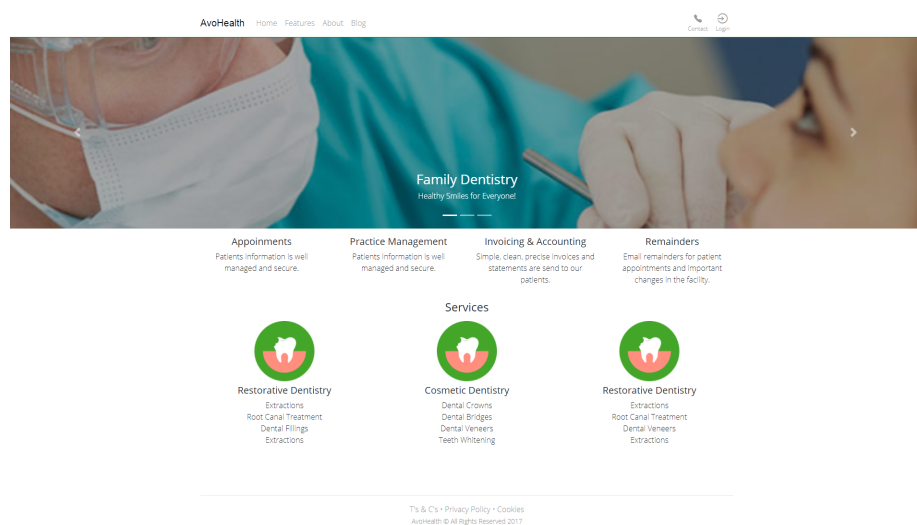 AvoHealth Home Features About Blog
Contact Login
Family Dentistry
Healthy Smiles for Everyone!
Appoinments
Patients information is well
managed and secure.
Practice Management
Patients information is well
managed and secure.
Invoicing & Accounting
Simple, clean, precise invoices and
statements are send to our
patients.
Remainders
Email remainders for patient
appointments and important
changes in the facility.
Services
Restorative Dentistry
Extractions
Root Canal Treatment
Dental Fillings
Extractions
Cosmetic Dentistry
Dental Crowns
Dental Bridges
Dental Veneers
Teeth Whitening
Restorative Dentistry
Extractions
Root Canal Treatment
Dental Veneers
Extractions
T's & C's • Privacy Policy • Cookies
AvoHealth © All Rights Reserved 2017